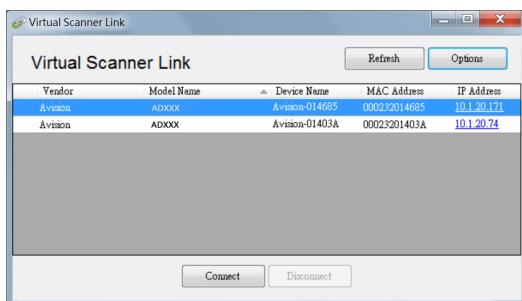 Virtual Scanner Link
Virtual Scanner Link Refresh Options
Vendor Model Name Device Name MAC Address IP Address
Avision ADXXX Avision-014685 000232014685 10.1.20.171
Avision ADXXX Avision-01403A 00023201403A 10.1.20.74
Connect Disconnect